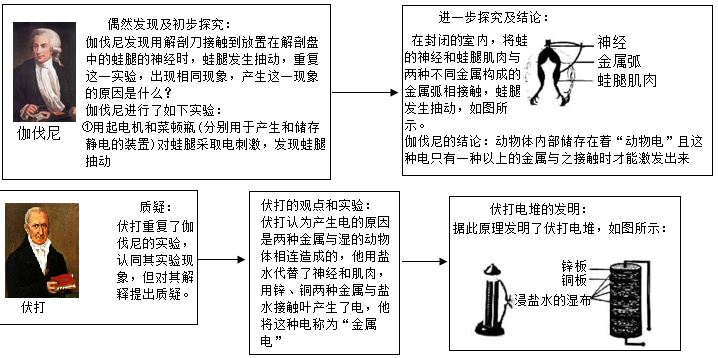 偶然发现及初步探究：
伽伐尼发现用解剖刀接触到放置在解剖盘
中的蛙腿的神经时，蛙腿发生抽动，重复
这一实验，出现相同现象，产生这一现象
的原因是什么？
伽伐尼进行了如下实验：
①用起电机和菜顿瓶(分别用于产生和储存
静电的装置)对蛙腿采取电刺激，发现蛙腿
抽动
伽伐尼
进一步探究及结论：
在封闭的室内，将蛙
的神经和蛙腿肌肉与
两种不同金属构成的
金属弧相接触，蛙腿
发生抽动，如图所
示。
神经
金属弧
蛙腿肌肉
伽伐尼的结论：动物体内部储存在着“动物电”且这
种电只有一种以上的金属与之接触时才能激发出来
质疑：
伏打重复了伽
伐尼的实验，
认同其实验现
象，但对其解
释提出质疑。
伏打
伏打的观点和实验：
伏打认为产生电的原因
是两种金属与湿的动物
体相连造成的，他用盐
水代替了神经和肌肉，
用锌、铜两种金属与盐
水接触叶产生了电，他
将这种电称为“金属
电”
伏打电堆的发明：
据此原理发明了伏打电堆，如图所示：
锌板
铜板
浸盐水的湿布